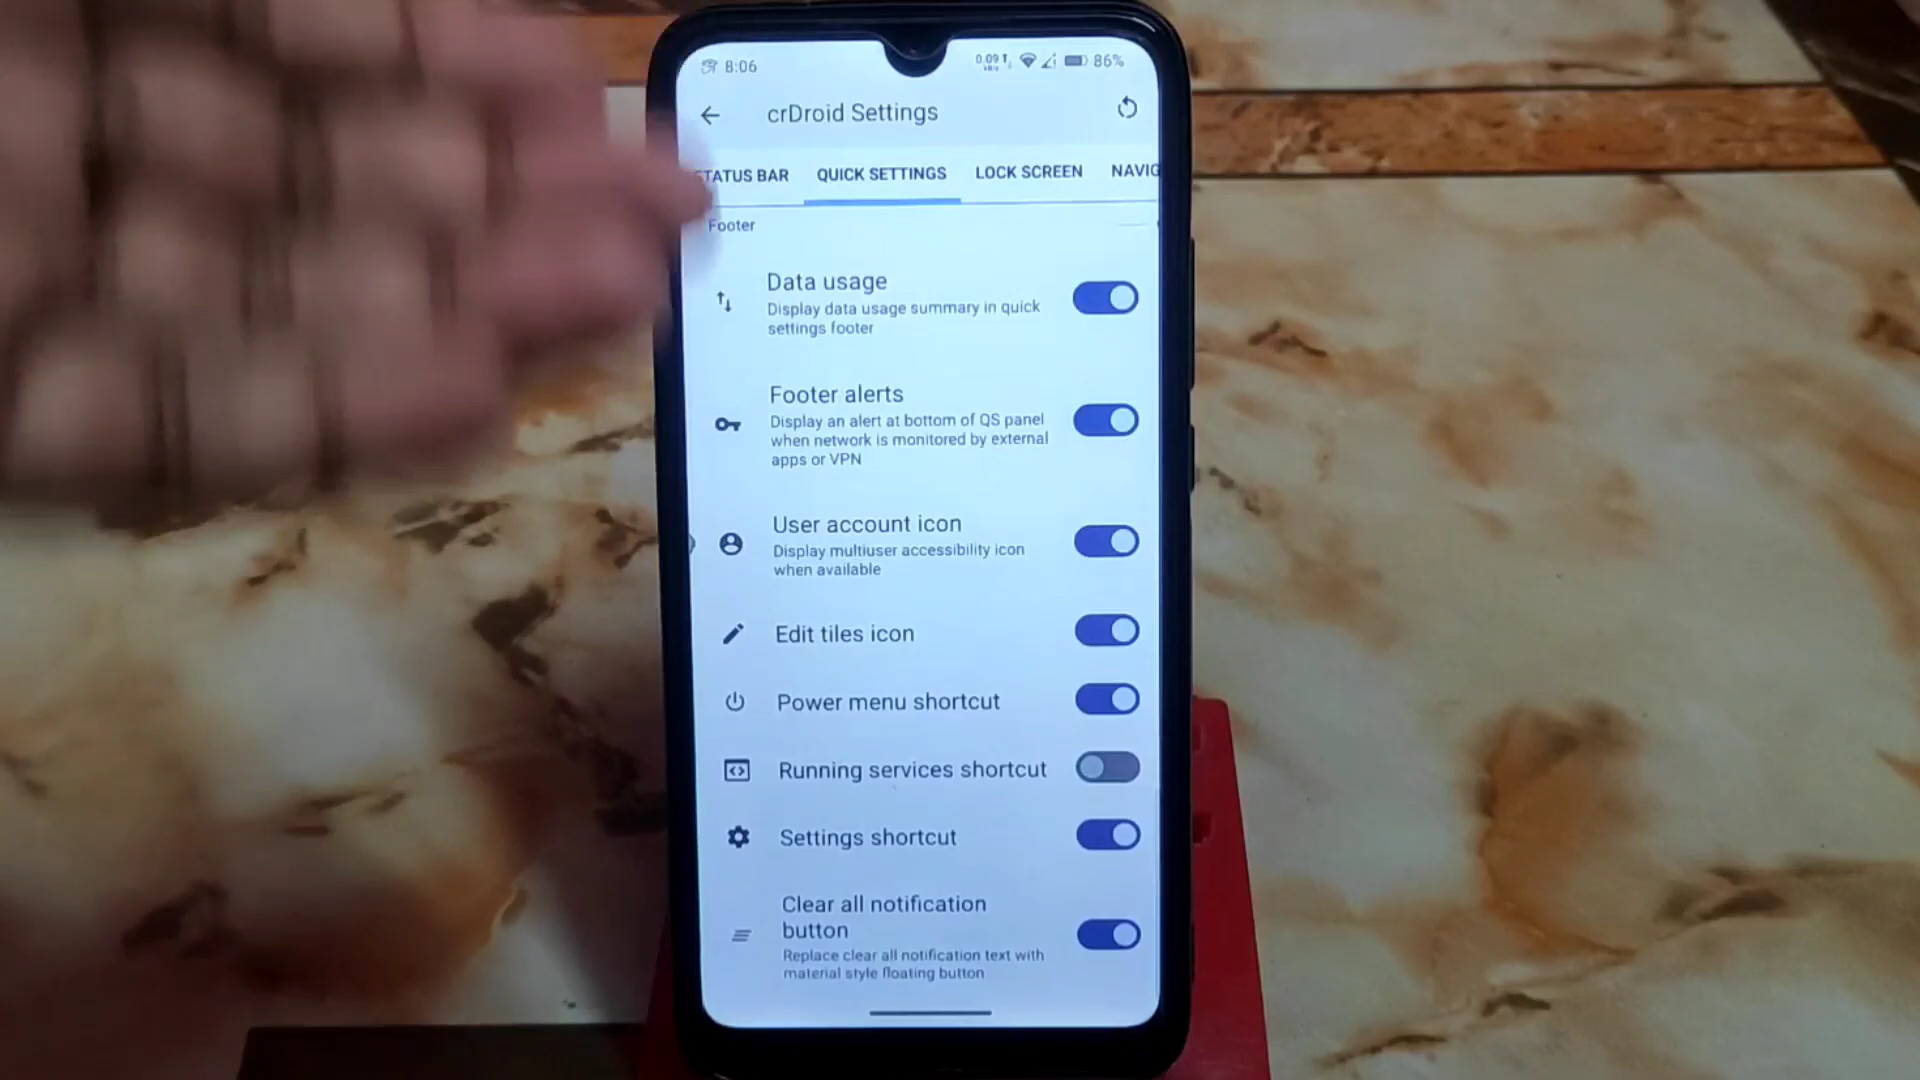 8:06
0.09
86%
crDroid Settings
STATUS BAR QUICK SETTINGS LOCK SCREEN NAVIG
Footer
Data usage
Display data usage summary in quick
settings footer
Footer alerts
Display an alert at bottom of QS panel
when network is monitored by external
apps or VPN
User account icon
Display multiuser accessibility icon
when available
Edit tiles icon
Power menu shortcut
Running services shortcut
Settings shortcut
Clear all notification
button
Replace clear all notification text with
material style floating button